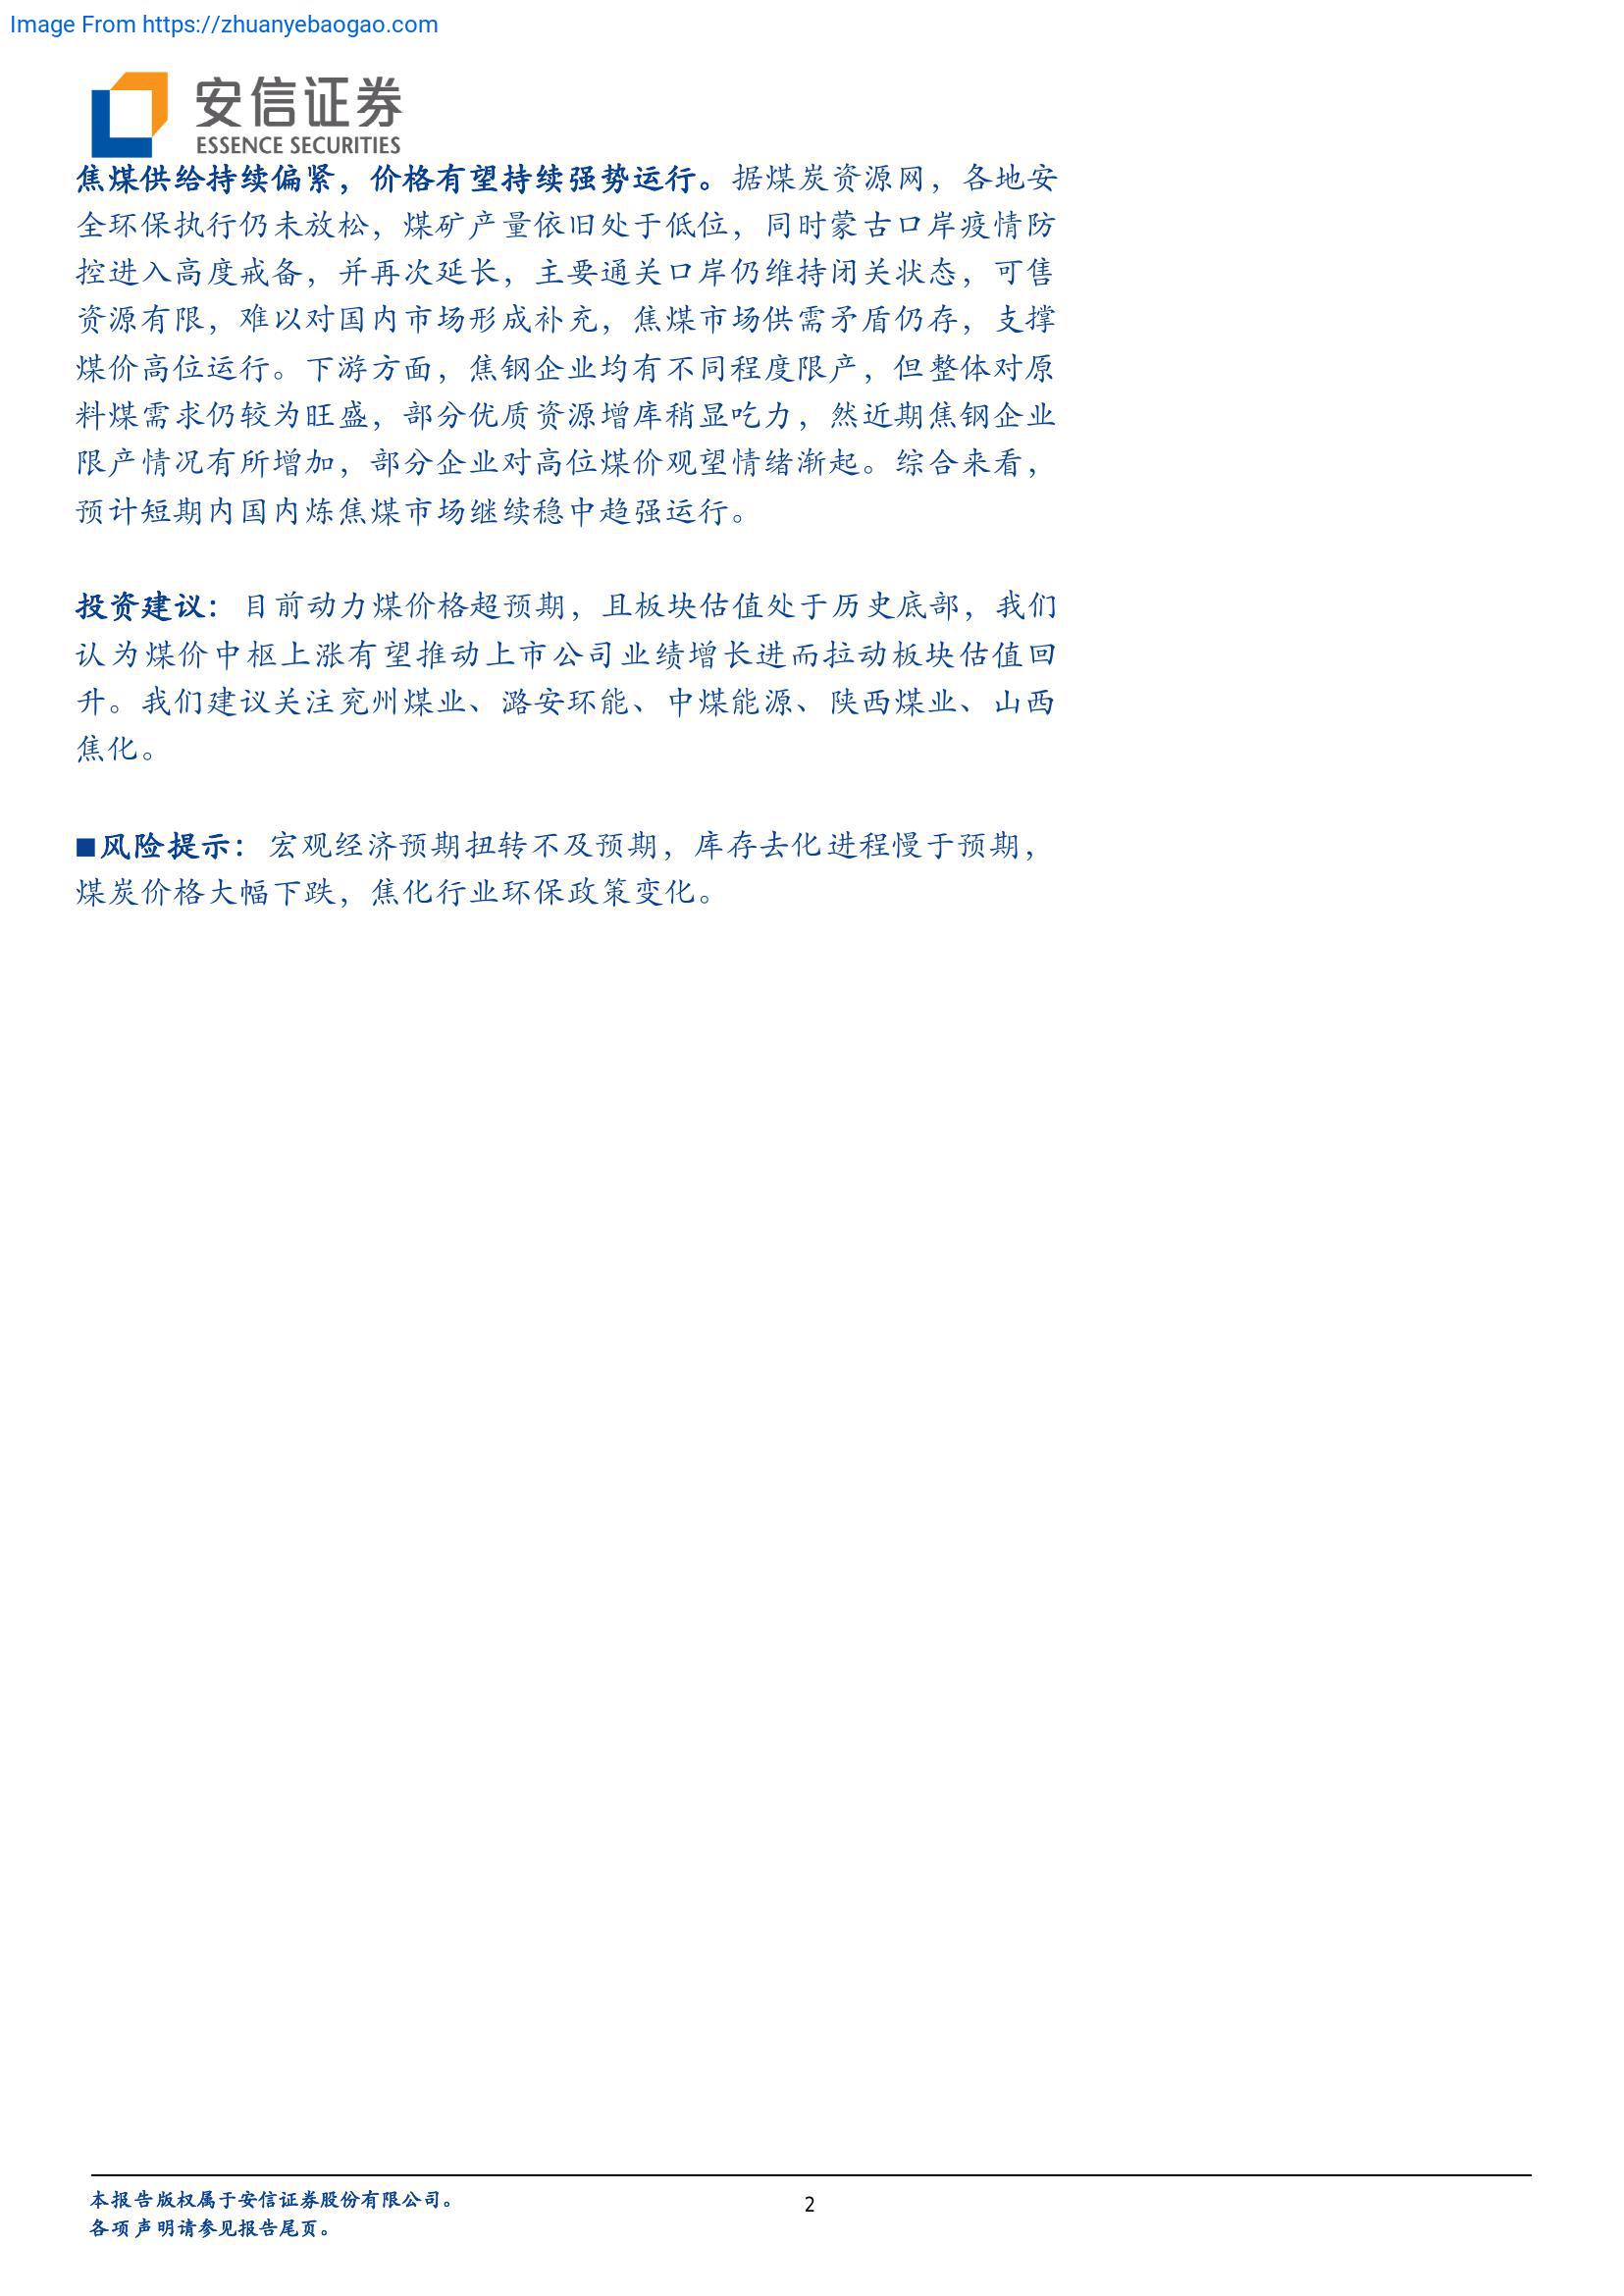 Image From https://zhuanyebaogao.com
安信证券
ESSENCE SECURITIES
焦煤供给持续偏紧，价格有望持续强势运行。据煤炭资源网，各地安
全环保执行仍未放松，煤矿产量依旧处于低位，同时蒙古口岸疫情防
控进入高度戒备，并再次延长，主要通关口岸仍维持闭关状态，可售
资源有限，难以对国内市场形成补充，焦煤市场供需矛盾仍存，支撑
煤价高位运行。下游方面，焦钢企业均有不同程度限产，但整体对原
料煤需求仍较为旺盛，部分优质资源增库稍显吃力，然近期焦钢企业
限产情况有所增加，部分企业对高位煤价观望情绪渐起。综合来看，
预计短期内国内炼焦煤市场继续稳中趋强运行。
投资建议：目前动力煤价格超预期，且板块估值处于历史底部，我们
认为煤价中枢上涨有望推动上市公司业绩增长进而拉动板块估值回
升。我们建议关注兖州煤业、潞安环能、中煤能源、陕西煤业、山西
焦化。
■风险提示：宏观经济预期扭转不及预期，库存去化进程慢于预期，
煤炭价格大幅下跌，焦化行业环保政策变化。
本报告版权属于安信证券股份有限公司。
各项声明请参见报告尾页。
2